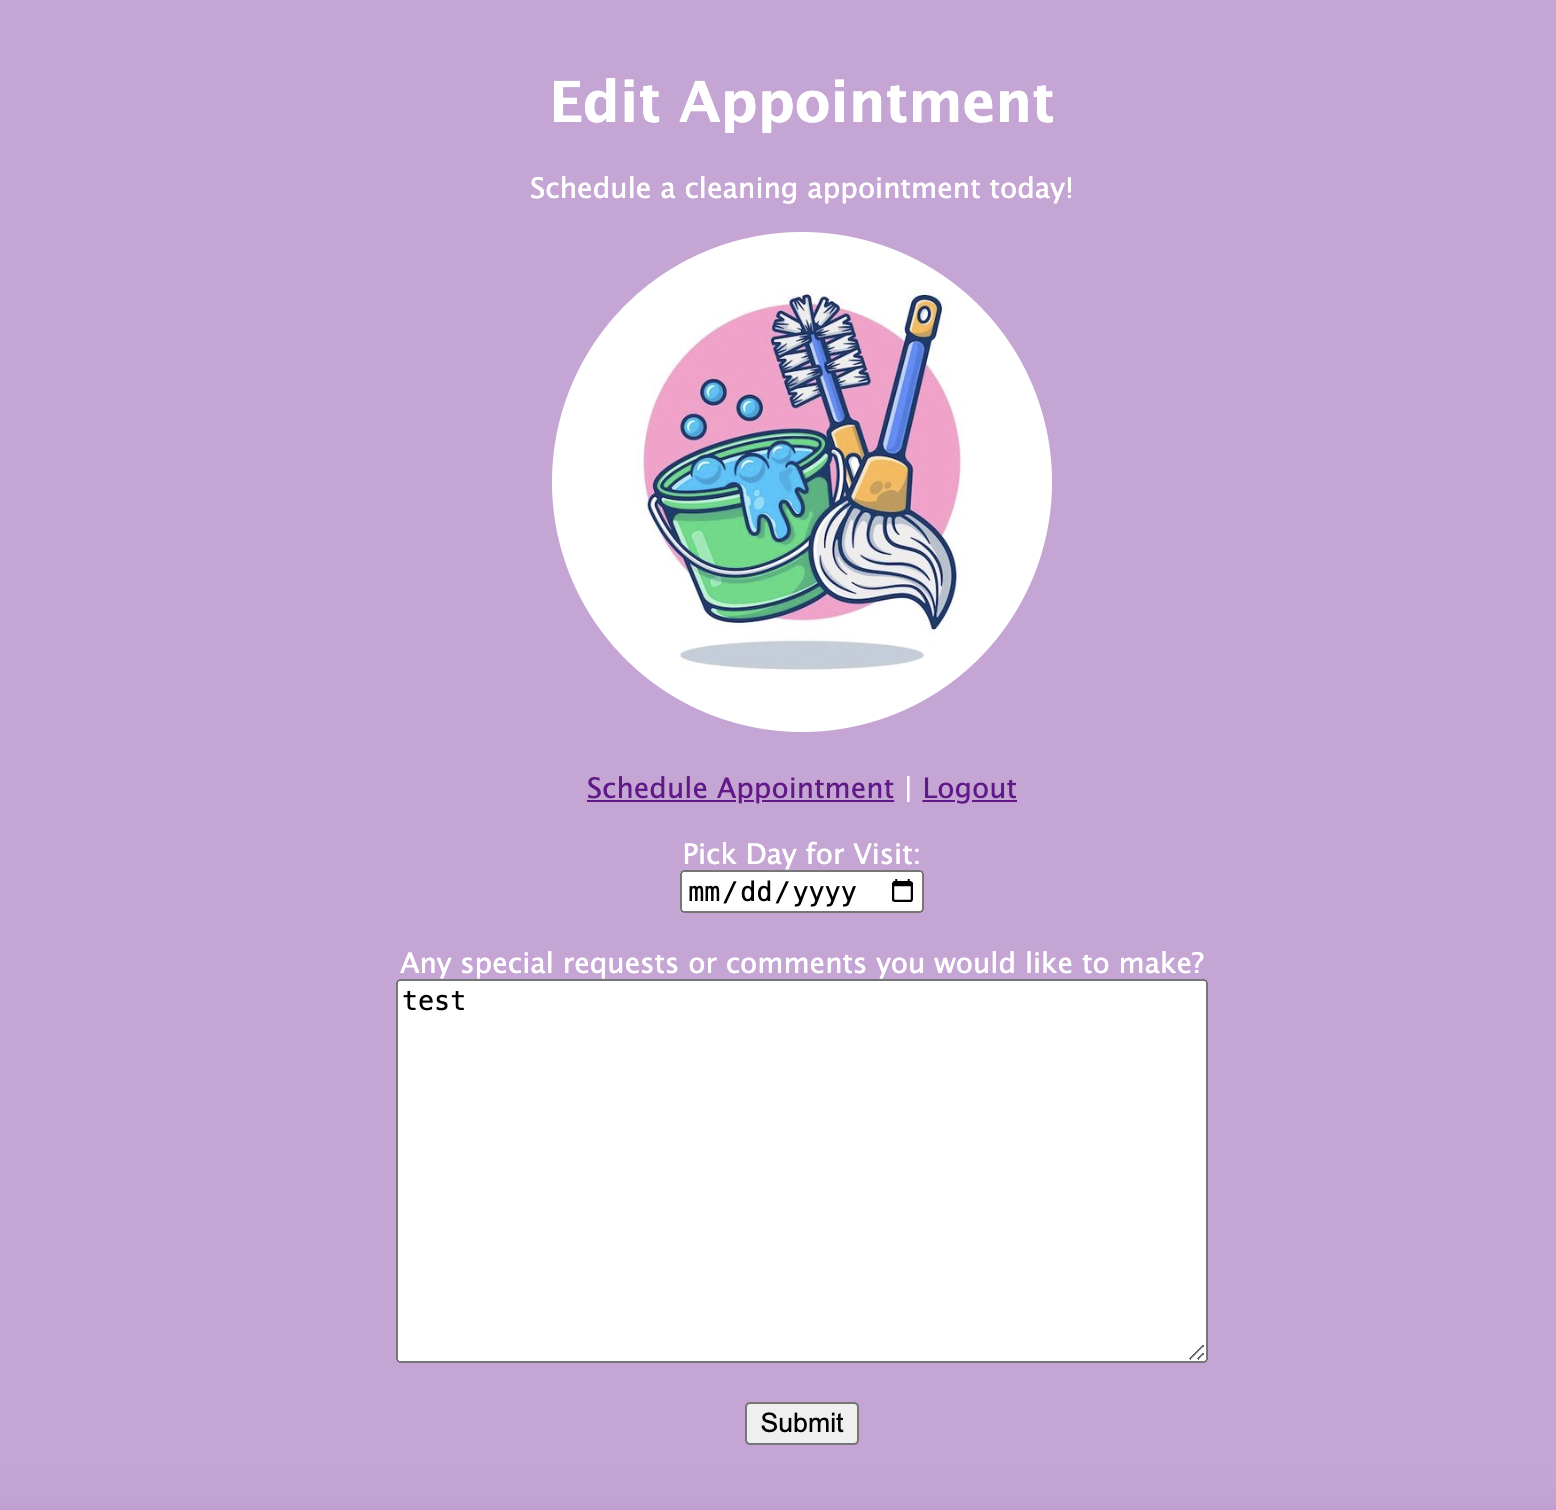 Edit Appointment
Schedule a cleaning appointment today!
Schedule Appointment | Logout
Pick Day for Visit:
mm/dd/yyyy
Any special requests or comments you would like to make?
test
Submit